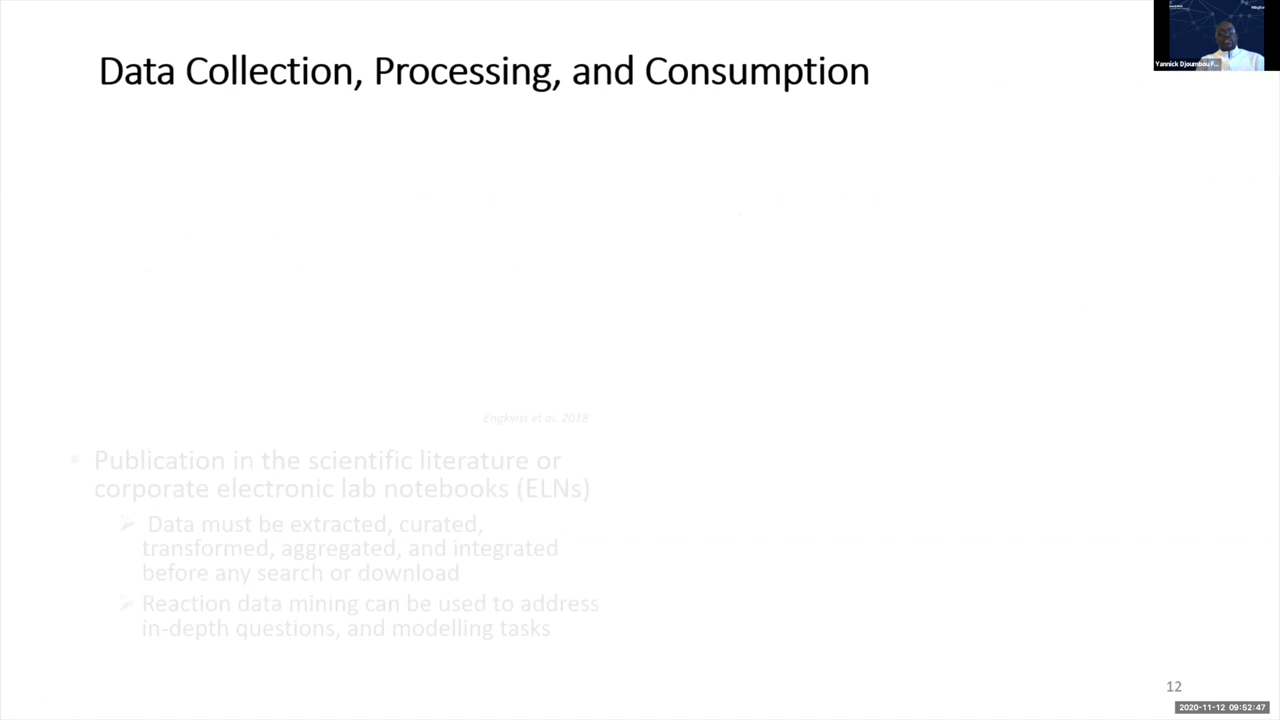 Data Collection, Processing, and Consumption
Yannick Djoumbou F...
Engkvist et al. 2018
• Publication in the scientific literature or
corporate electronic lab notebooks (ELNs)
➢ Data must be extracted, curated,
transformed, aggregated, and integrated
before any search or download
➢ Reaction data mining can be used to address
in-depth questions, and modelling tasks
12
2020-11-12 09:52:47